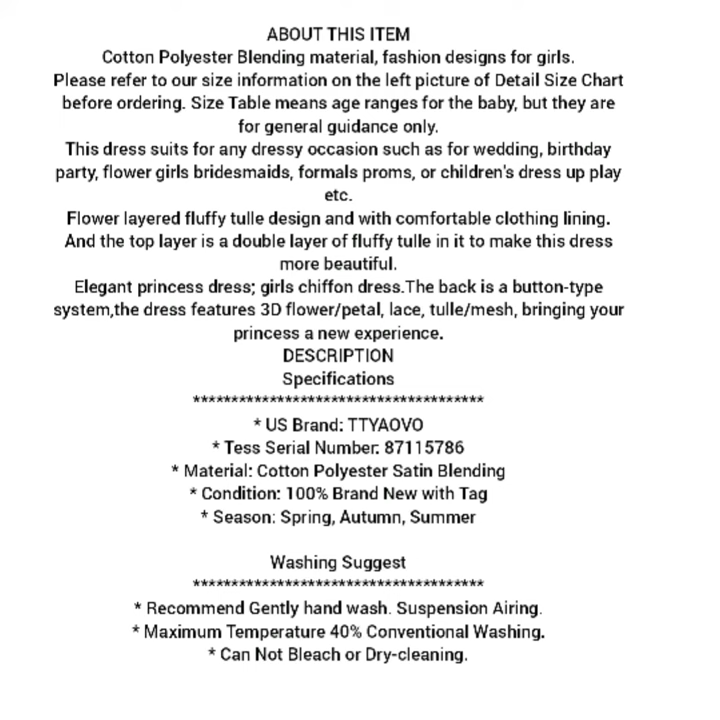 ABOUT THIS ITEM
Cotton Polyester Blending material, fashion designs for girls.
Please refer to our size information on the left picture of Detail Size Chart
before ordering. Size Table means age ranges for the baby, but they are
for general guidance only.
This dress suits for any dressy occasion such as for wedding, birthday
party, flower girls bridesmaids, formals proms, or children's dress up play
etc.
Flower layered fluffy tulle design and with comfortable clothing lining.
And the top layer is a double layer of fluffy tulle in it to make this dress
more beautiful.
Elegant princess dress; girls chiffon dress.The back is a button-type
system,the dress features 3D flower/petal, lace, tulle/mesh, bringing your
princess a new experience.
DESCRIPTION
Specifications
***************************************
* US Brand: TTYAOVO
* Tess Serial Number: 87115786
* Material: Cotton Polyester Satin Blending
* Condition: 100% Brand New with Tag
* Season: Spring, Autumn, Summer
Washing Suggest
***************************************
* Recommend Gently hand wash. Suspension Airing.
* Maximum Temperature 40% Conventional Washing.
* Can Not Bleach or Dry-cleaning.